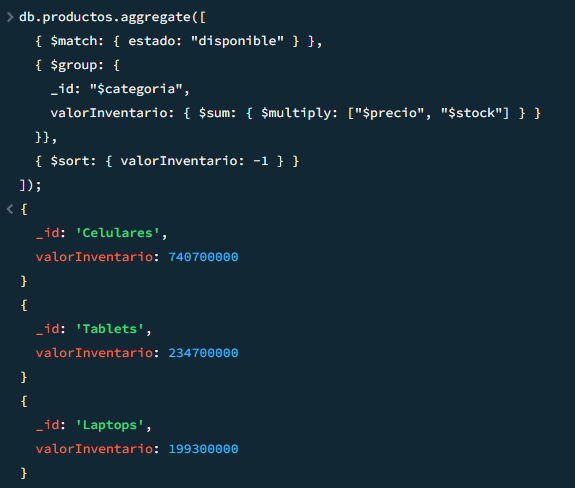 db.productos.aggregate([
{ $match: { estado: "disponible" } },
{ $group: {
_id: "$categoria",
valorInventario: { $sum: { $multiply: ["$precio", "$stock"] } }
}},
{ $sort: { valorInventario: -1 } }
]);
{
_id: 'Celulares',
valorInventario: 740700000
}
{
_id: 'Tablets',
valorInventario: 234700000
}
{
_id: 'Laptops',
valorInventario: 199300000
}